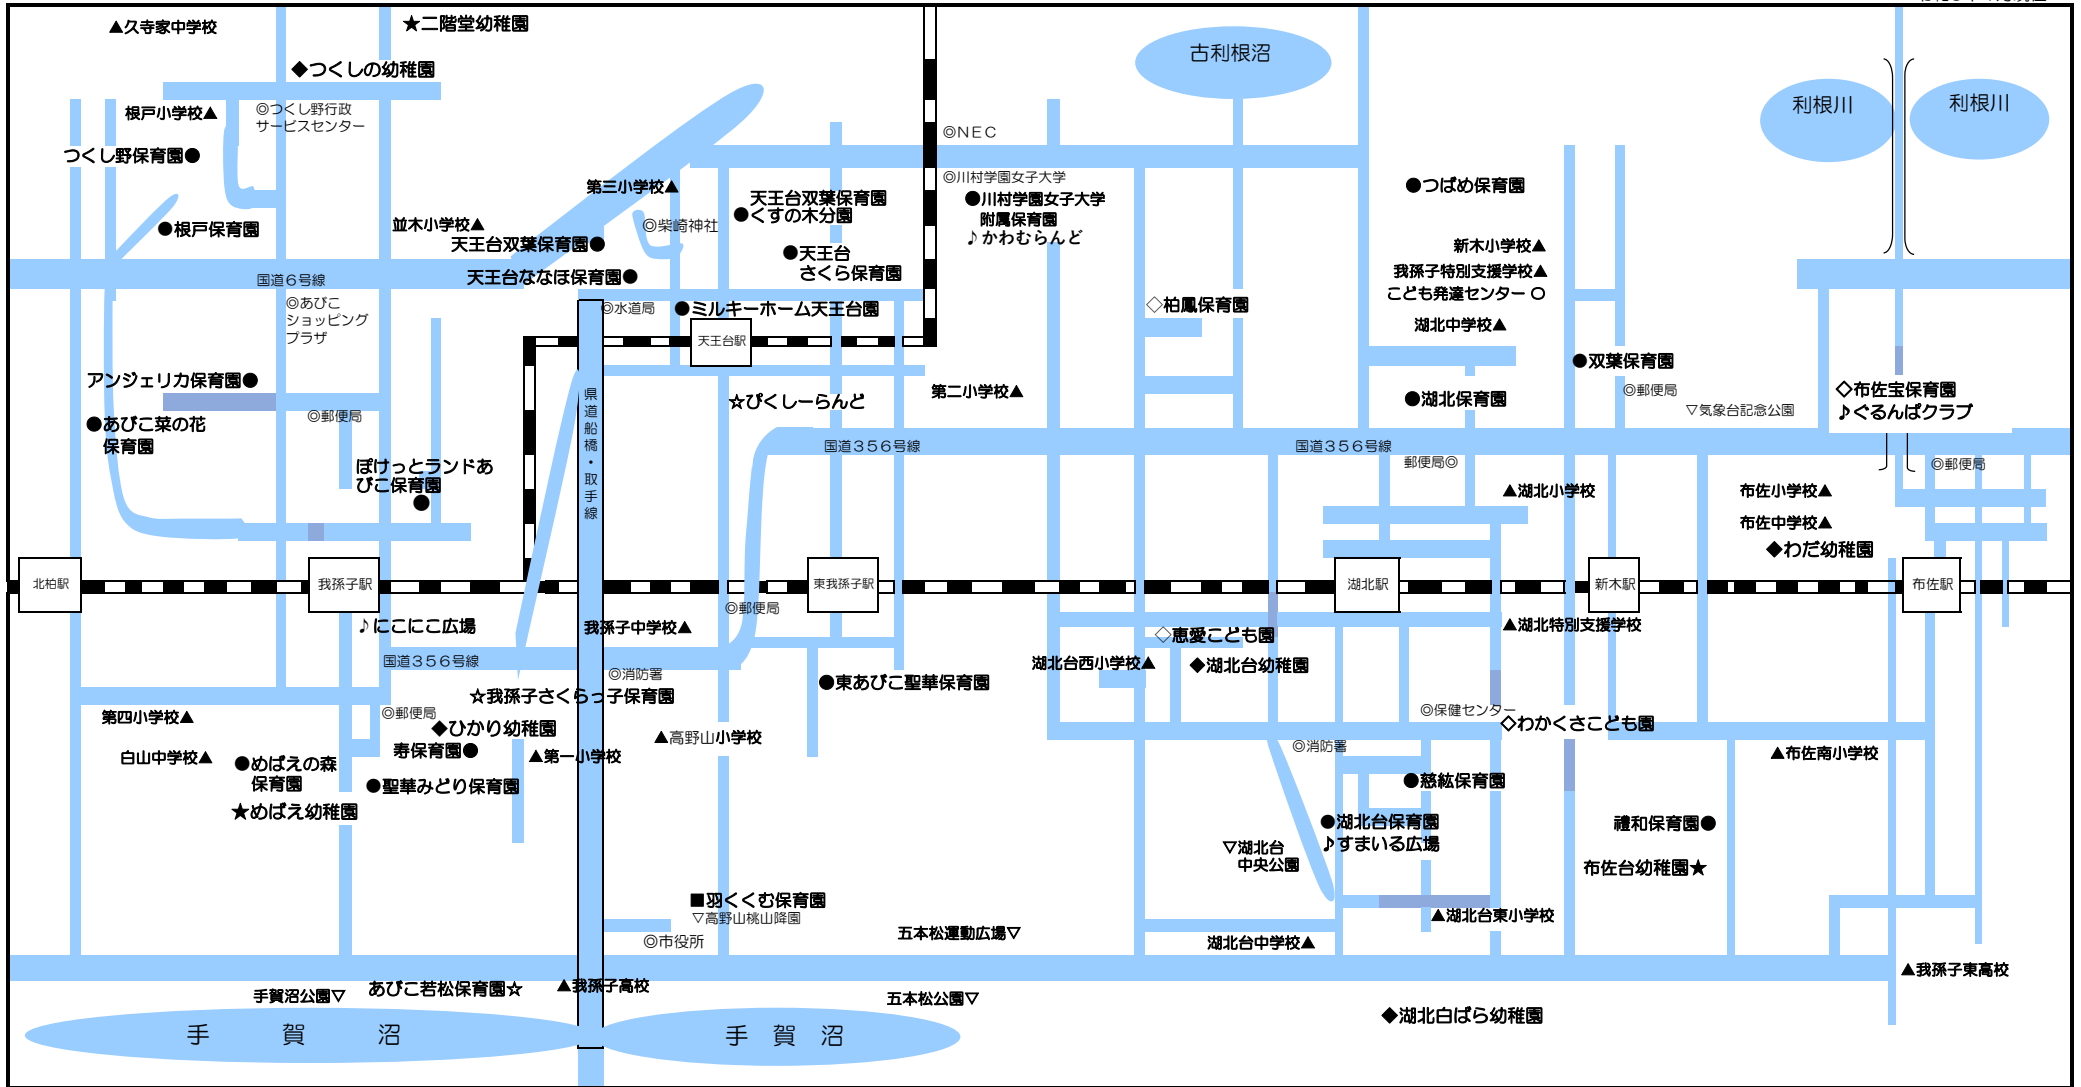 ▲久寺家中学校
★二階堂幼稚園
◆つくしの幼稚園
根戸小学校▲
◎つくし野行政
サービスセンター
つくし野保育園●
●根戸保育園
並木小学校▲
天王台双葉保育園●
天王台ななほ保育園●
第三小学校▲
◎柴崎神社
天王台双葉保育園
●くすの木分園
●天王台
さくら保育園
◎NEC
◎川村学園女子大学
●川村学園女子大学
附属保育園
♪かわむらんど
古利根沼
利根川
利根川
●つばめ保育園
新木小学校▲
我孫子特別支援学校▲
こども発達センター○
湖北中学校▲
◇柏鳳保育園
国道6号線
◎あびこ
ショッピング
プラザ
◎水道局
●ミルキーホーム天王台園
天王台駅
アンジェリカ保育園●
●あびこ菜の花
保育園
◎郵便局
ぽけっとランドあ
びこ保育園
●
県道船橋・取手線
☆ぴくしーらんど
第二小学校▲
●湖北保育園
●双葉保育園
◎郵便局
▽気象台記念公園
◇布佐宝保育園
♪ぐるんぱクラブ
国道356号線
国道356号線
郵便局◎
◎郵便局
▲湖北小学校
布佐小学校▲
布佐中学校▲
◆わだ幼稚園
北柏駅
我孫子駅
東我孫子駅
湖北駅
新木駅
布佐駅
♪にこにこ広場
我孫子中学校▲
◎郵便局
国道356号線
◎消防署
●東あびこ聖華保育園
◇恵愛こども園
湖北台西小学校▲
◆湖北台幼稚園
▲湖北特別支援学校
☆我孫子さくらっ子保育園
第四小学校▲
◎郵便局
◆ひかり幼稚園
寿保育園●
▲第一小学校
▲高野山小学校
白山中学校▲
●めばえの森
保育園
●聖華みどり保育園
★めばえ幼稚園
◎保健センター
◇わかくさこども園
◎消防署
●慈紘保育園
▲布佐南小学校
●湖北台保育園
♪すまいる広場
▽湖北台
中央公園
禮和保育園●
布佐台幼稚園★
■羽くくむ保育園
▽高野山桃山降園
◎市役所
五本松運動広場▽
湖北台中学校▲
▲湖北台東小学校
▲我孫子東高校
手賀沼公園▽
あびこ若松保育園☆
▲我孫子高校
五本松公園▽
◆湖北白ばら幼稚園
手賀沼
手賀沼